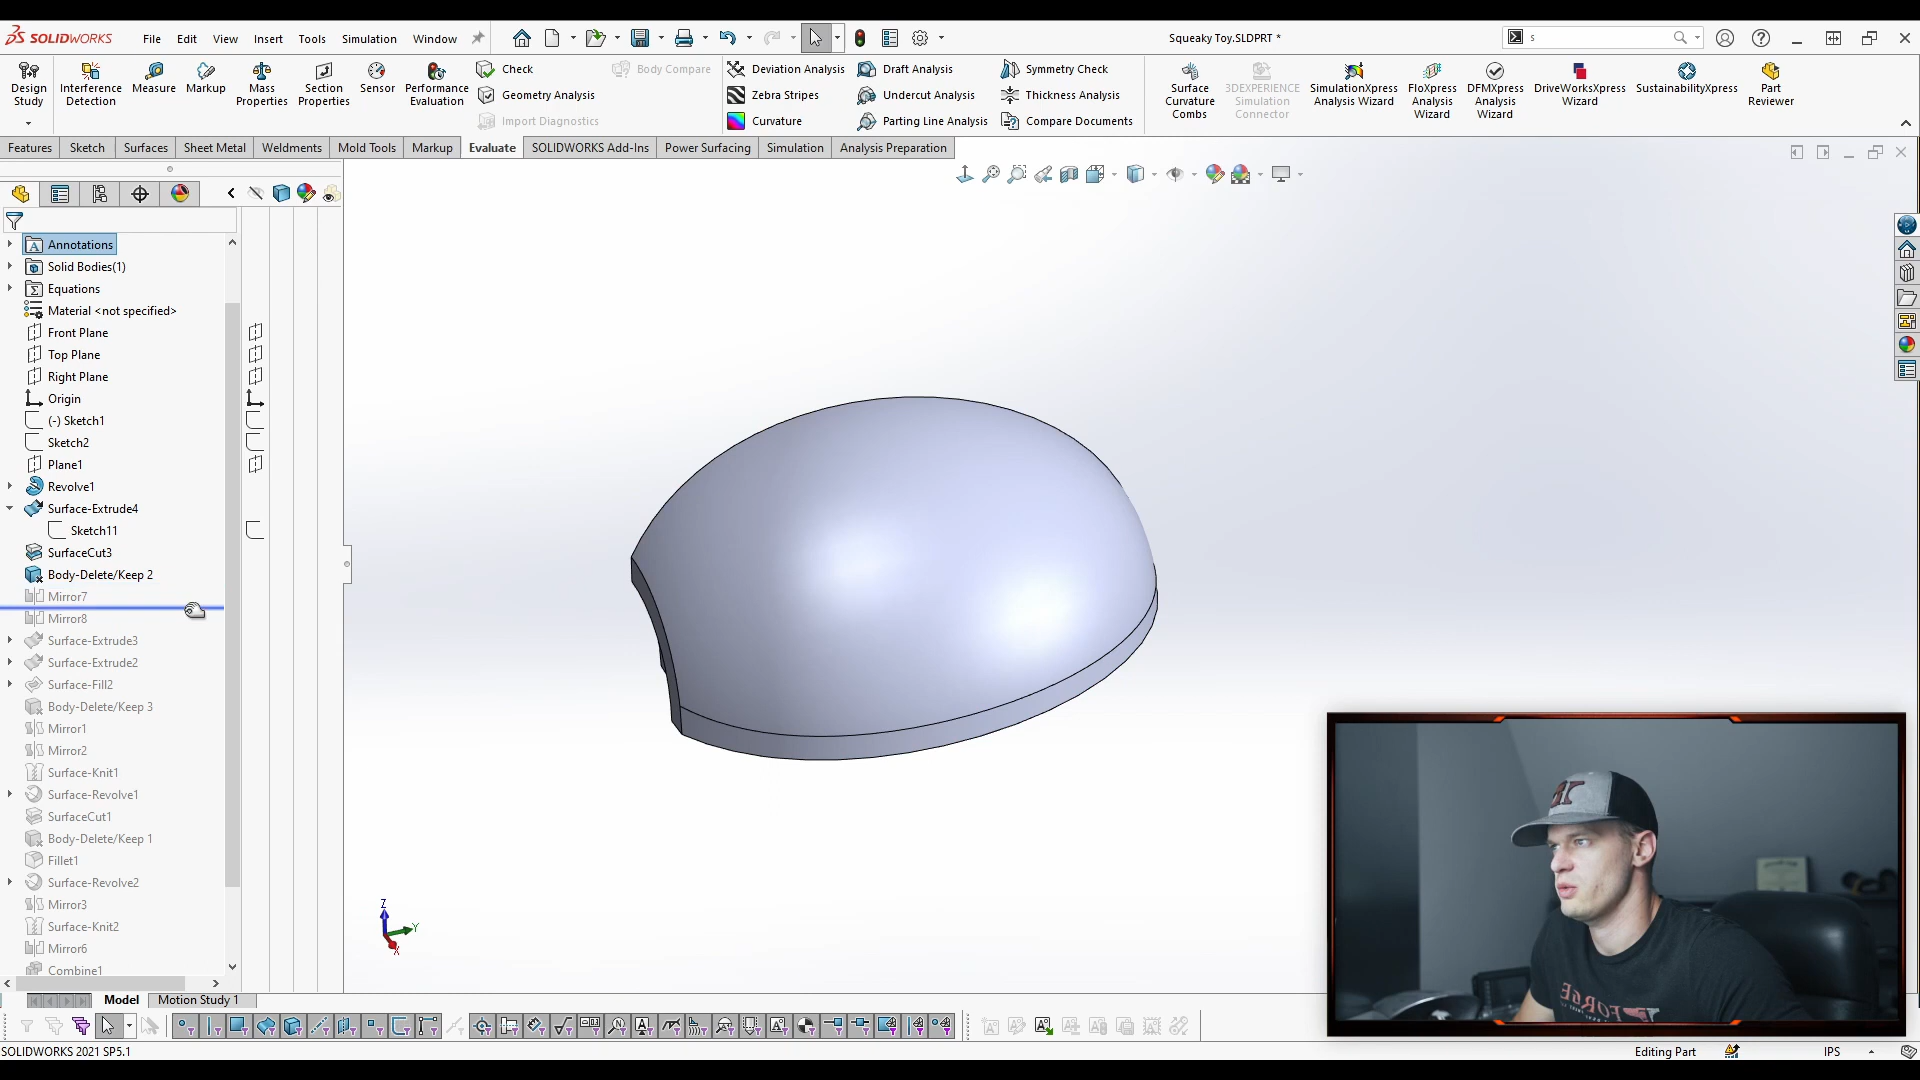 SOLIDWORKS
File Edit View Insert Tools Simulation Window
Squeaky Toy.SLDPRT *
s
Design Study
Interference Detection
Measure
Markup
Mass Properties
Section Properties
Sensor
Performance Evaluation
Check
Geometry Analysis
Import Diagnostics
Body Compare
Deviation Analysis
Zebra Stripes
Curvature
Draft Analysis
Undercut Analysis
Parting Line Analysis
Symmetry Check
Thickness Analysis
Compare Documents
Surface Curvature Combs
3DEXPERIENCE Simulation Connector
SimulationXpress Analysis Wizard
FloXpress Analysis Wizard
DFMXpress Analysis Wizard
DriveWorksXpress Wizard
SustainabilityXpress
Part Reviewer
Features Sketch Surfaces Sheet Metal Weldments Mold Tools Markup Evaluate SOLIDWORKS Add-Ins Power Surfacing Simulation Analysis Preparation
Annotations
Solid Bodies(1)
Equations
Material <not specified>
Front Plane
Top Plane
Right Plane
Origin
(-) Sketch1
Sketch2
Plane1
Revolve1
Surface-Extrude4
Sketch11
SurfaceCut3
Body-Delete/Keep 2
Mirror7
Mirror8
Surface-Extrude3
Surface-Extrude2
Surface-Fill2
Body-Delete/Keep 3
Mirror1
Mirror2
Surface-Knit1
Surface-Revolve1
SurfaceCut1
Body-Delete/Keep 1
Fillet1
Surface-Revolve2
Mirror3
Surface-Knit2
Mirror6
Combine1
Z
Y
X
Model Motion Study 1
SOLIDWORKS 2021 SP5.1
Editing Part
IPS